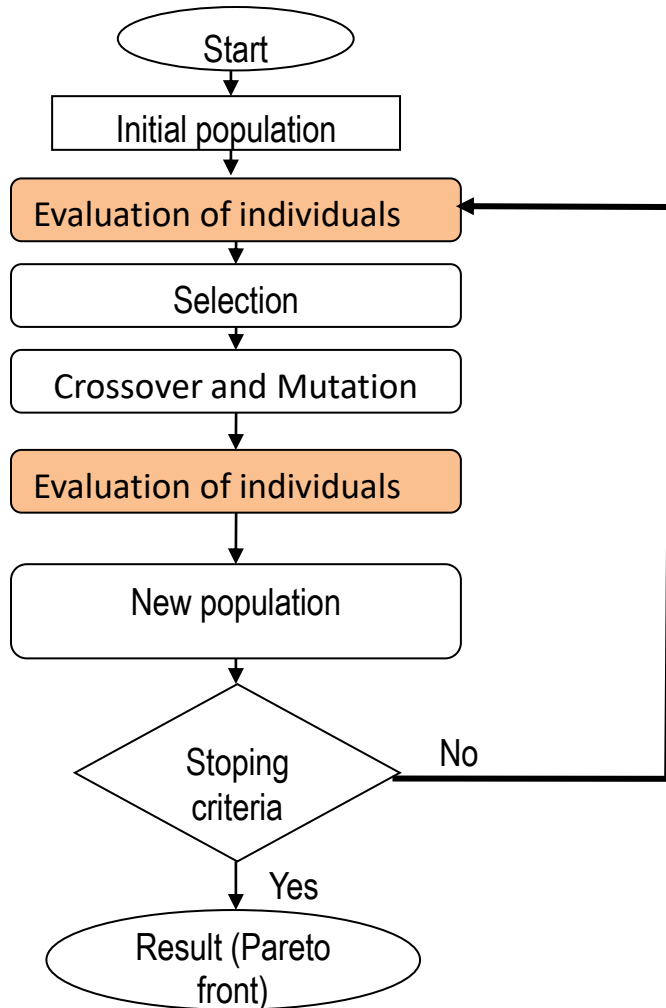 Start
Initial population
Evaluation of individuals
Selection
Crossover and Mutation
Evaluation of individuals
New population
Stoping
criteria
No
Yes
Result (Pareto
front)